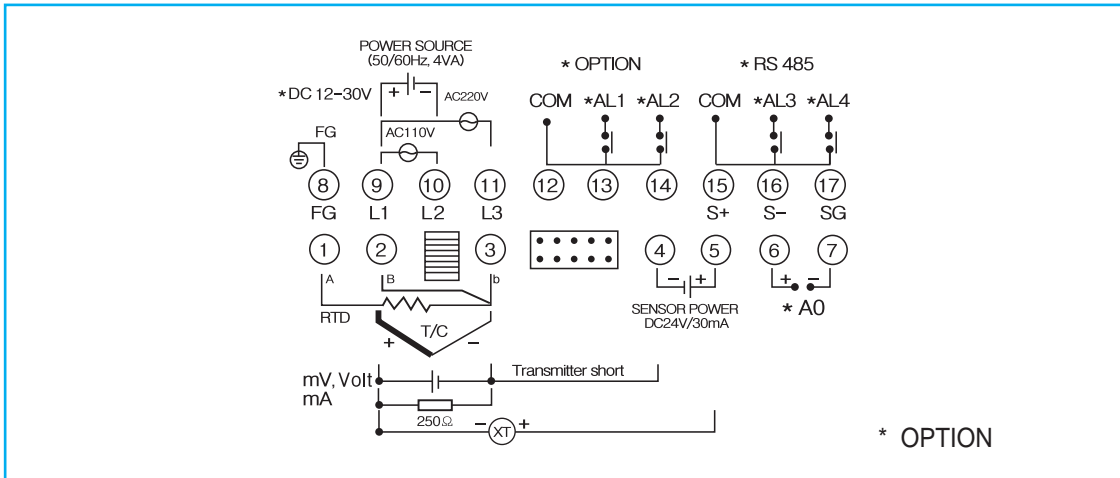 POWER SOURCE
(50/60Hz, 4VA)
* OPTION
* RS 485
*DC 12-30V
+ −
AC220V
COM *AL1 *AL2
COM *AL3 *AL4
FG
AC110V
8 9 10 11 12 13 14 15 16 17
FG L1 L2 L3 S+ S- SG
1 2 3 4 5 6 7
A B b
− +
+ −
RTD
SENSOR POWER
DC24V/30mA
* A0
T/C
+ −
mV, Volt
Transmitter short
mA
250Ω
− XT +
* OPTION